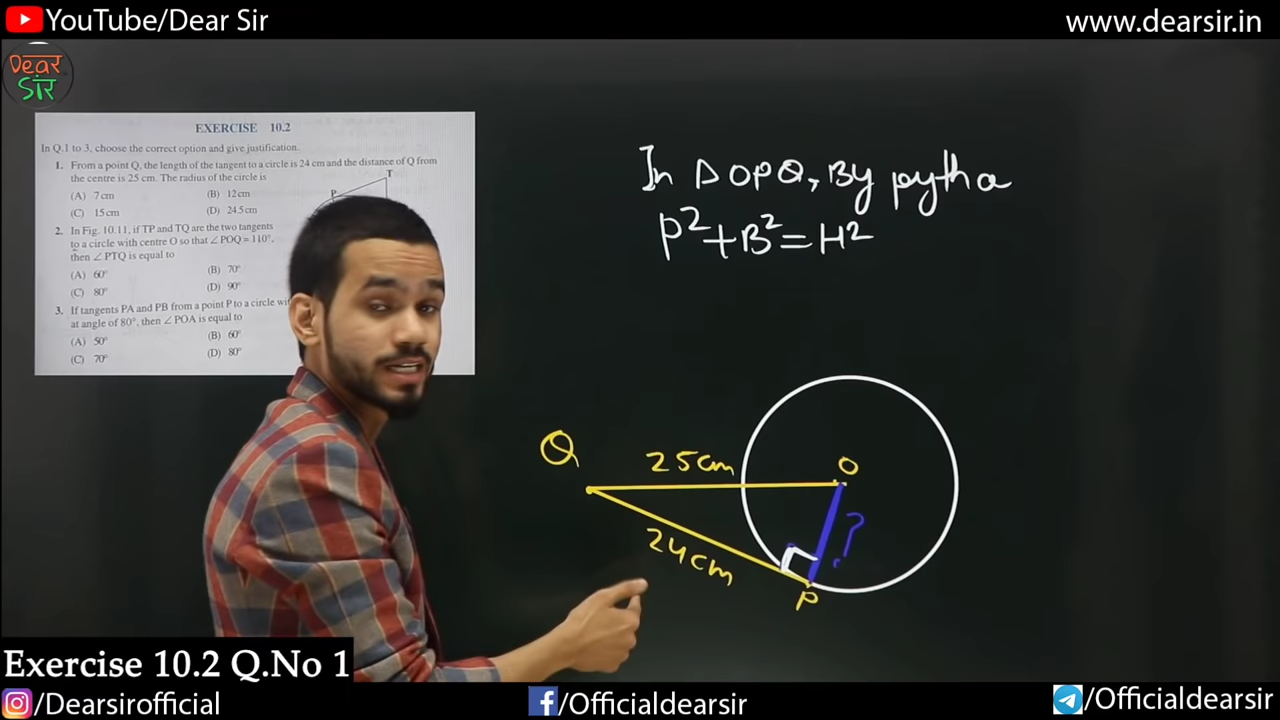 YouTube/Dear Sir
www.dearsir.in
Dear
सर
EXERCISE 10.2
In Q.1 to 3, choose the correct option and give justification.
1. From a point Q, the length of the tangent to a circle is 24 cm and the distance of Q from
the centre is 25 cm. The radius of the circle is
(A) 7 cm (B) 12 cm
(C) 15 cm (D) 24.5 cm
T
P
2. In Fig. 10.11, if TP and TQ are the two tangents
to a circle with centre O so that ∠POQ = 110°,
then ∠PTQ is equal to
(A) 60° (B) 70°
(C) 80° (D) 90°
3. If tangents PA and PB from a point P to a circle
at angle of 80°, then ∠POA is equal to
(A) 50° (B) 60°
(C) 70° (D) 80°
In △OPQ, By pytha
P²+B²=H²
Q
25cm
O
24cm
?
P
Exercise 10.2 Q.No 1
/Dearsirofficial
/Officialdearsir
/Officialdearsir